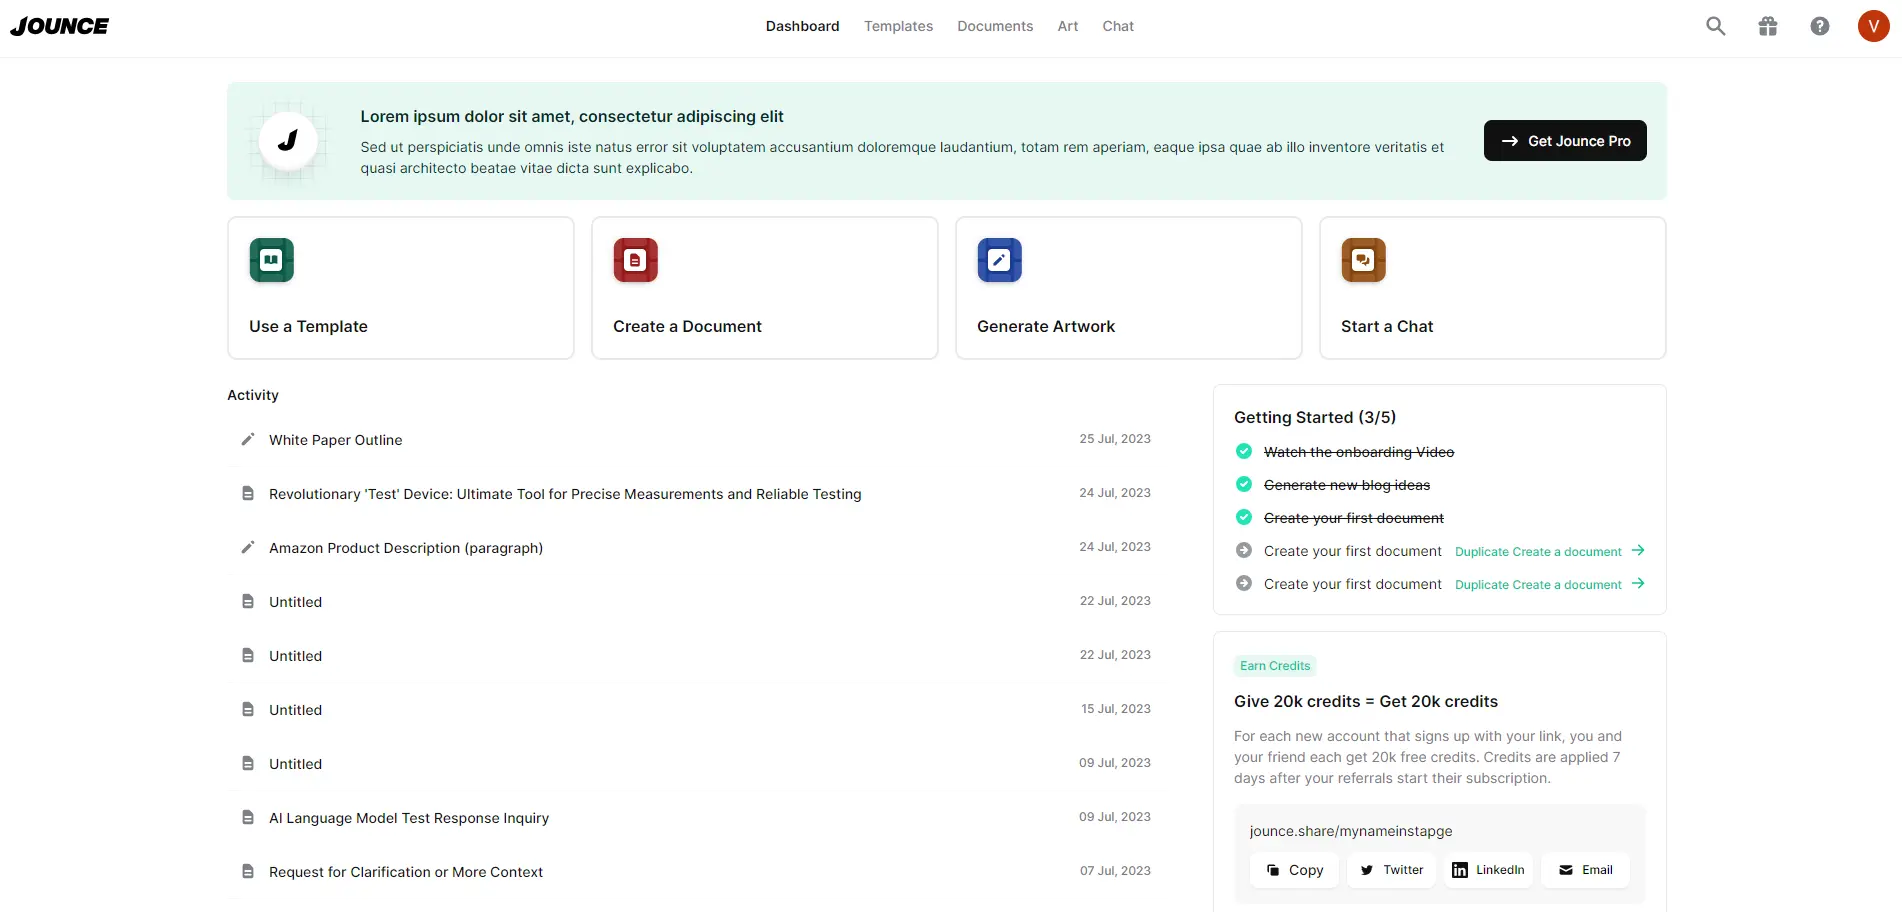 JOUNCE
Dashboard Templates Documents Art Chat
V
Lorem ipsum dolor sit amet, consectetur adipiscing elit
Sed ut perspiciatis unde omnis iste natus error sit voluptatem accusantium doloremque laudantium, totam rem aperiam, eaque ipsa quae ab illo inventore veritatis et
quasi architecto beatae vitae dicta sunt explicabo.
J
→ Get Jounce Pro
Use a Template
Create a Document
Generate Artwork
Start a Chat
Activity
White Paper Outline 25 Jul, 2023
Revolutionary 'Test' Device: Ultimate Tool for Precise Measurements and Reliable Testing 24 Jul, 2023
Amazon Product Description (paragraph) 24 Jul, 2023
Untitled 22 Jul, 2023
Untitled 22 Jul, 2023
Untitled 15 Jul, 2023
Untitled 09 Jul, 2023
AI Language Model Test Response Inquiry 09 Jul, 2023
Request for Clarification or More Context 07 Jul, 2023
Getting Started (3/5)
Watch the onboarding Video
Generate new blog ideas
Create your first document
Create your first document Duplicate Create a document →
Create your first document Duplicate Create a document →
Earn Credits
Give 20k credits = Get 20k credits
For each new account that signs up with your link, you and
your friend each get 20k free credits. Credits are applied 7
days after your referrals start their subscription.
jounce.share/mynameinstapge
Copy Twitter LinkedIn Email